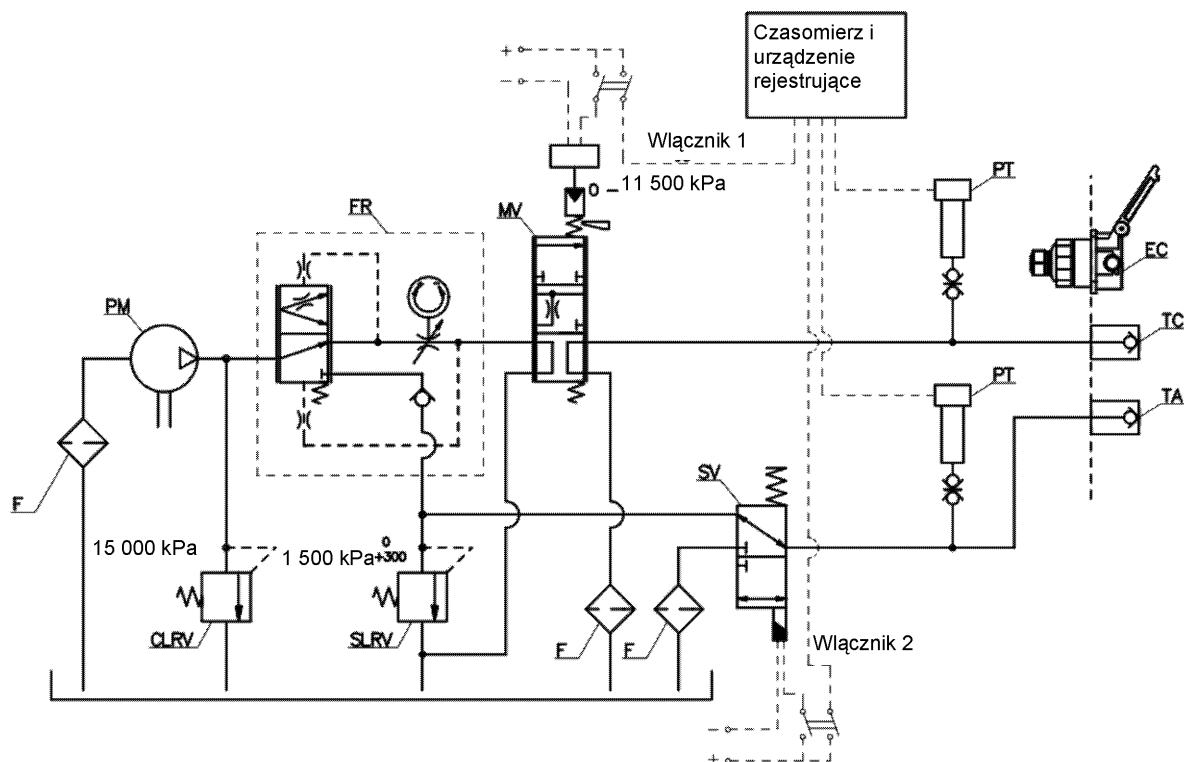 Czasomierz i
urządzenie
rejestrujące
+
−
Włącznik 1
0 – 11 500 kPa
PT
FR
MV
EC
PM
TC
PT
TA
SV
F
15 000 kPa
1 500 kPa 0
+300
CLRV
SLRV
F
F
Włącznik 2
−
+